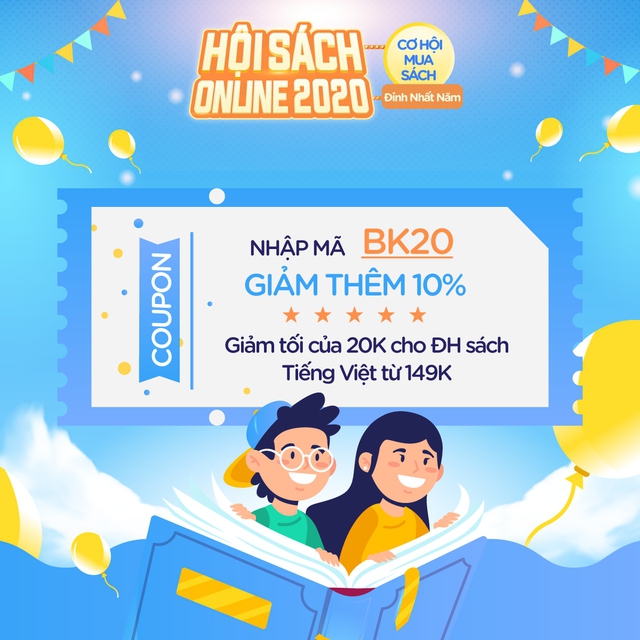 HỘI SÁCH
ONLINE 2020
CƠ HỘI
MUA
SÁCH
Đỉnh Nhất Năm
COUPON
NHẬP MÃ BK20
GIẢM THÊM 10%
Giảm tối của 20K cho ĐH sách
Tiếng Việt từ 149K